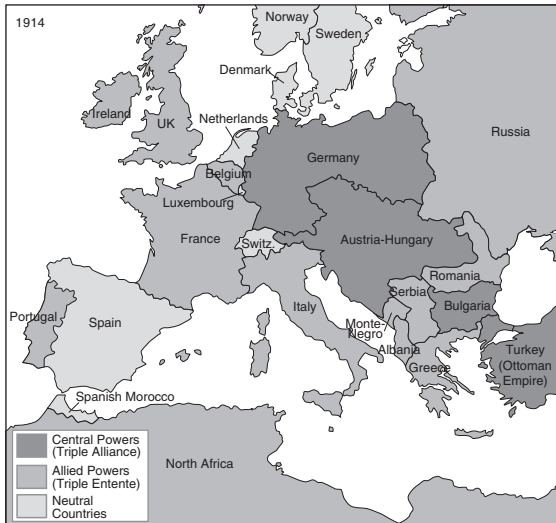 1914
Norway
Sweden
Denmark
Ireland
UK
Netherlands
Russia
Germany
Belgium
Luxembourg
France
Switz.
Austria-Hungary
Romania
Serbia
Italy
Bulgaria
Monte-
Negro
Portugal
Spain
Albania
Greece
Turkey
(Ottoman
Empire)
Spanish Morocco
North Africa
Central Powers
(Triple Alliance)
Allied Powers
(Triple Entente)
Neutral
Countries